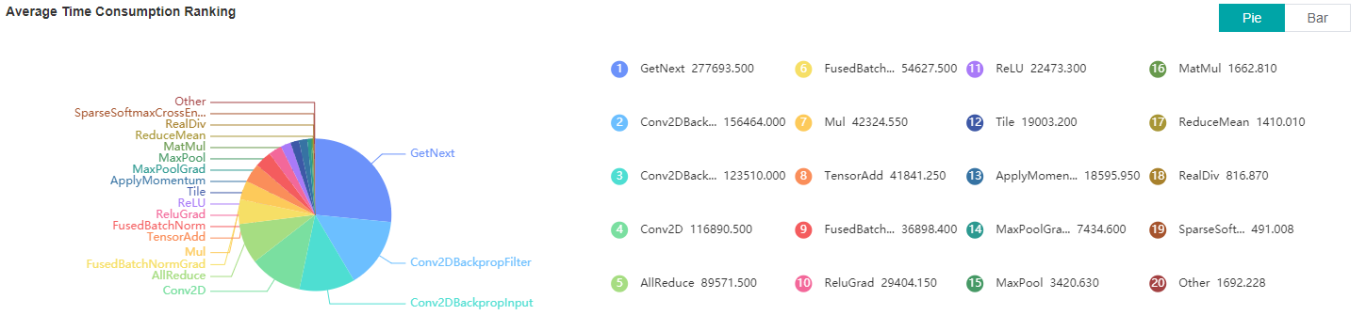 Average Time Consumption Ranking
Pie Bar
Other
SparseSoftmaxCrossEn...
RealDiv
ReduceMean
MatMul
MaxPool
MaxPoolGrad
ApplyMomentum
Tile
ReLU
ReluGrad
FusedBatchNorm
TensorAdd
Mul
FusedBatchNormGrad
AllReduce
Conv2D
GetNext
Conv2DBackpropFilter
Conv2DBackpropInput
1 GetNext 277693.500
2 Conv2DBack... 156464.000
3 Conv2DBack... 123510.000
4 Conv2D 116890.500
5 AllReduce 89571.500
6 FusedBatch... 54627.500
7 Mul 42324.550
8 TensorAdd 41841.250
9 FusedBatch... 36898.400
10 ReluGrad 29404.150
11 ReLU 22473.300
12 Tile 19003.200
13 ApplyMomen... 18595.950
14 MaxPoolGra... 7434.600
15 MaxPool 3420.630
16 MatMul 1662.810
17 ReduceMean 1410.010
18 RealDiv 816.870
19 SparseSoft... 491.008
20 Other 1692.228